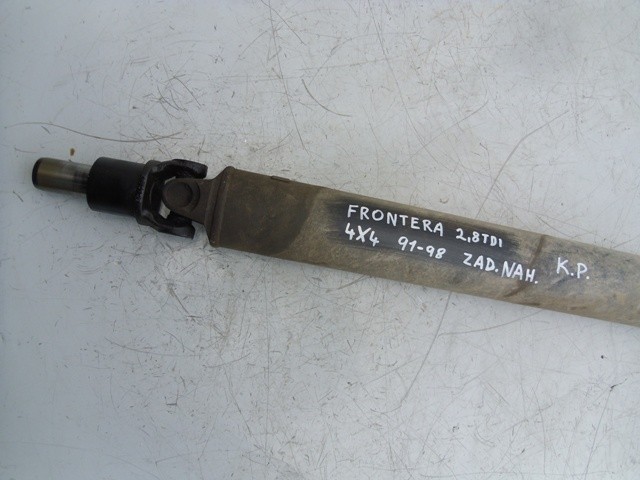 FRONTERA 2,8TDI
4X4 91-98 ZAD.NAH. K.P.